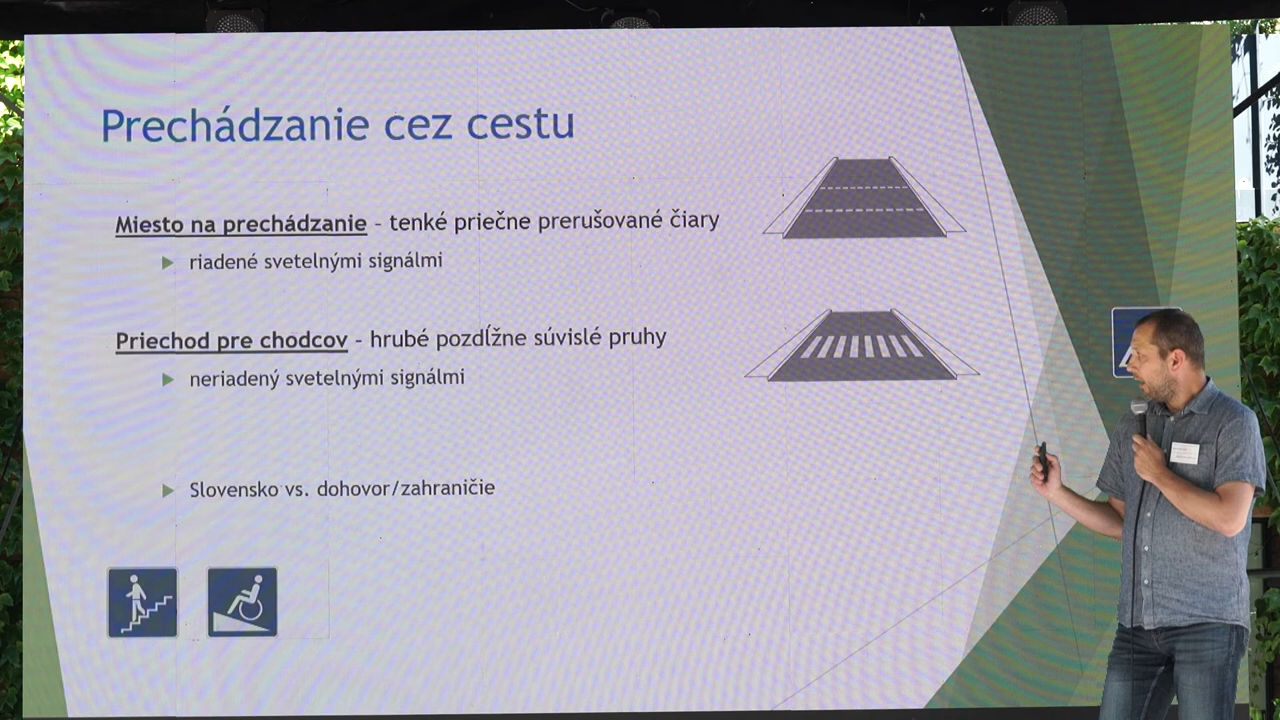 Prechádzanie cez cestu
Miesto na prechádzanie – tenké priečne prerušované čiary
riadené svetelnými signálmi
Priechod pre chodcov – hrubé pozdĺžne súvislé pruhy
neriadený svetelnými signálmi
Slovensko vs. dohovor/zahraničie